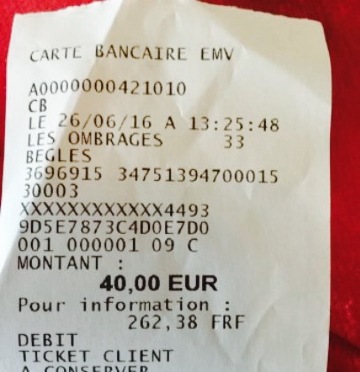 CARTE BANCAIRE EMV
A0000000421010
CB
LE 26/06/16 A 13:25:48
LES OMBRAGES 33
BEGLES
3696915 34751394700015
30003
XXXXXXXXXXXX4493
9D5E7873C4D0E7D0
001 000001 09 C
MONTANT :
40,00 EUR
Pour information :
262,38 FRF
DEBIT
TICKET CLIENT
A CONSERVER